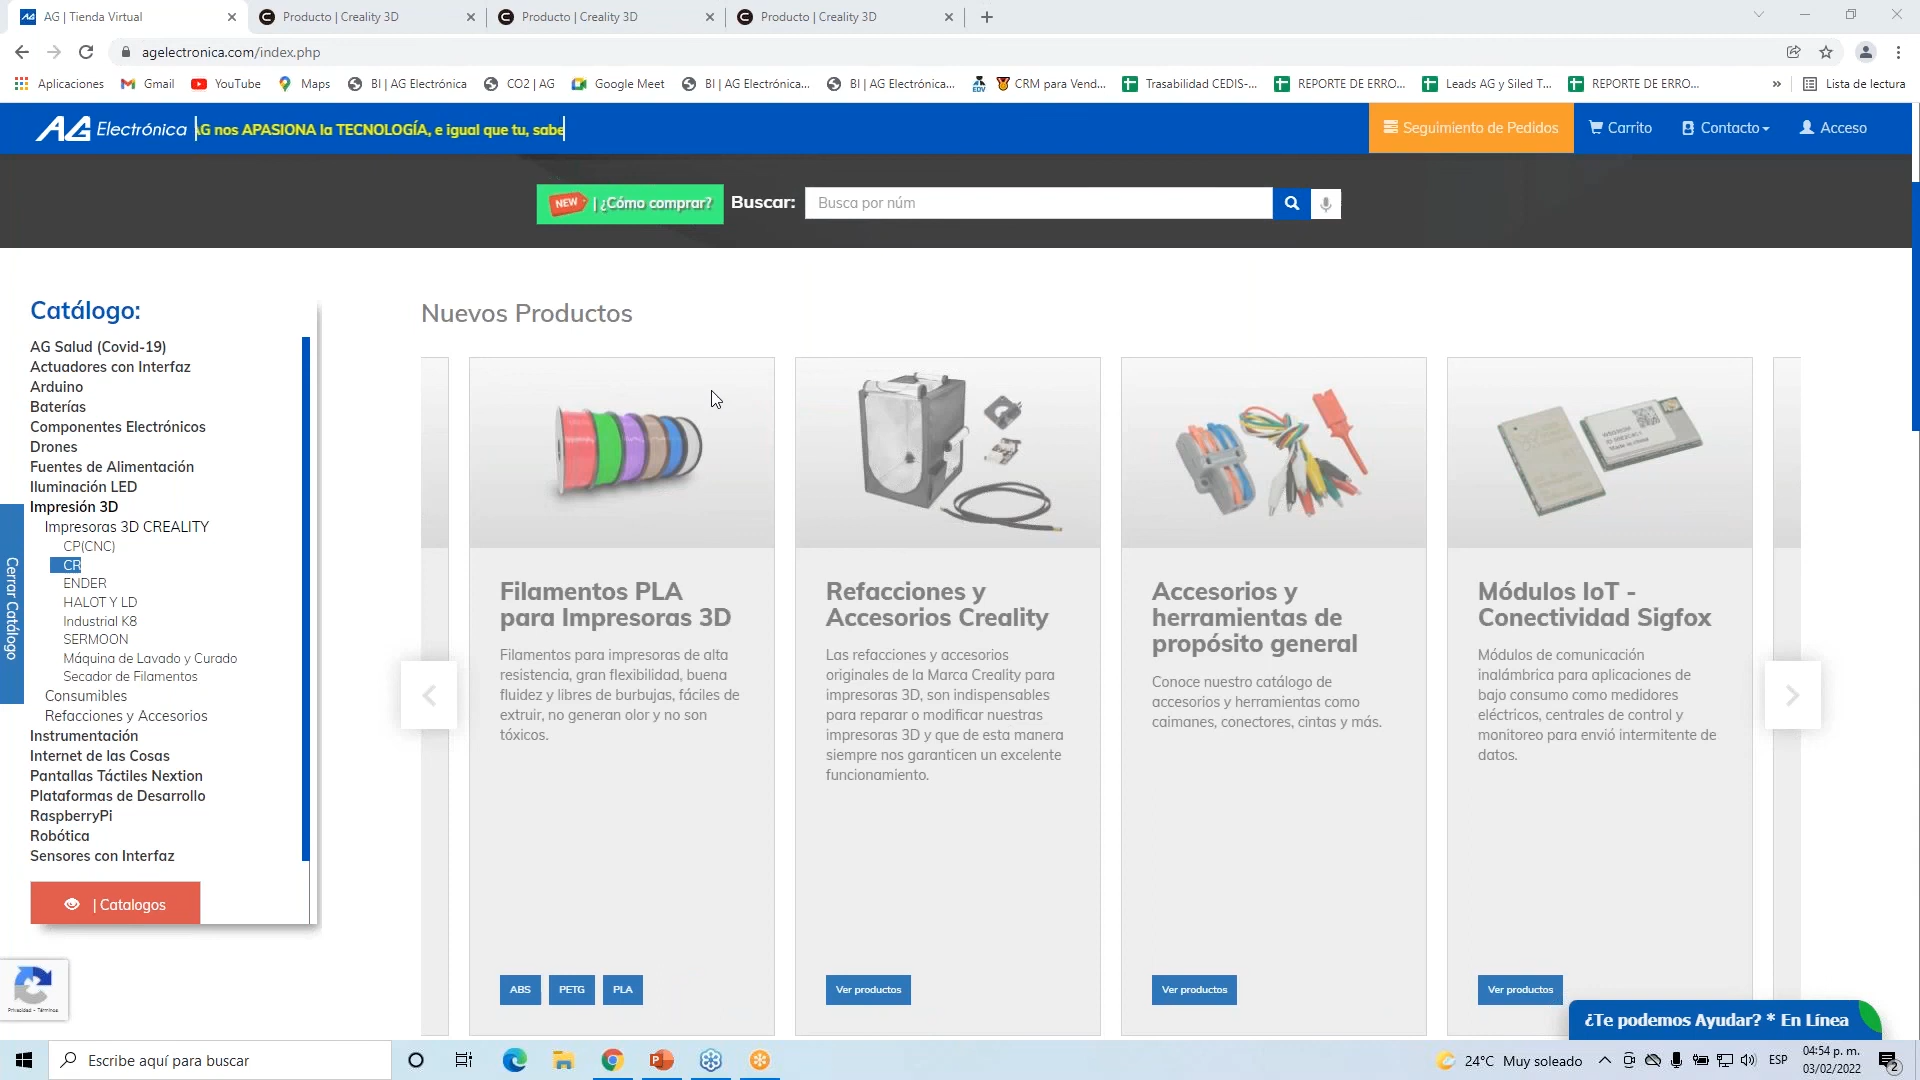 AG | Tienda Virtual
Producto | Creality 3D
Producto | Creality 3D
Producto | Creality 3D
agelectronica.com/index.php
Aplicaciones
Gmail
YouTube
Maps
BI | AG Electrónica
CO2 | AG
Google Meet
BI | AG Electrónica...
BI | AG Electrónica...
EDV
CRM para Vend...
Trasabilidad CEDIS-...
REPORTE DE ERRO...
Leads AG y Siled T...
REPORTE DE ERRO...
»
Lista de lectura
AG Electrónica
AG nos APASIONA la TECNOLOGÍA, e igual que tu, sabe
Seguimiento de Pedidos
Carrito
Contacto
Acceso
NEW | ¿Cómo comprar?
Buscar:
Busca por núm
Catálogo:
AG Salud (Covid-19)
Actuadores con Interfaz
Arduino
Baterías
Componentes Electrónicos
Drones
Fuentes de Alimentación
Iluminación LED
Impresión 3D
Impresoras 3D CREALITY
CP(CNC)
CR
ENDER
HALOT Y LD
Industrial K8
SERMOON
Máquina de Lavado y Curado
Secador de Filamentos
Consumibles
Refacciones y Accesorios
Instrumentación
Internet de las Cosas
Pantallas Táctiles Nextion
Plataformas de Desarrollo
RaspberryPi
Robótica
Sensores con Interfaz
| Catalogos
Cerrar Catálogo
Privacidad - Términos
Nuevos Productos
Filamentos PLA
para Impresoras 3D
Filamentos para impresoras de alta
resistencia, gran flexibilidad, buena
fluidez y libres de burbujas, fáciles de
extruir, no generan olor y no son
tóxicos.
ABS
PETG
PLA
Refacciones y
Accesorios Creality
Las refacciones y accesorios
originales de la Marca Creality para
impresoras 3D, son indispensables
para reparar o modificar nuestras
impresoras 3D y que de esta manera
siempre nos garanticen un excelente
funcionamiento.
Ver productos
Accesorios y
herramientas de
propósito general
Conoce nuestro catálogo de
accesorios y herramientas como
caimanes, conectores, cintas y más.
Ver productos
Módulos IoT -
Conectividad Sigfox
Módulos de comunicación
inalámbrica para aplicaciones de
bajo consumo como medidores
eléctricos, centrales de control y
monitoreo para envió intermitente de
datos.
Ver productos
¿Te podemos Ayudar? * En Línea
Escribe aquí para buscar
24°C Muy soleado
ESP
04:54 p. m.
03/02/2022
2